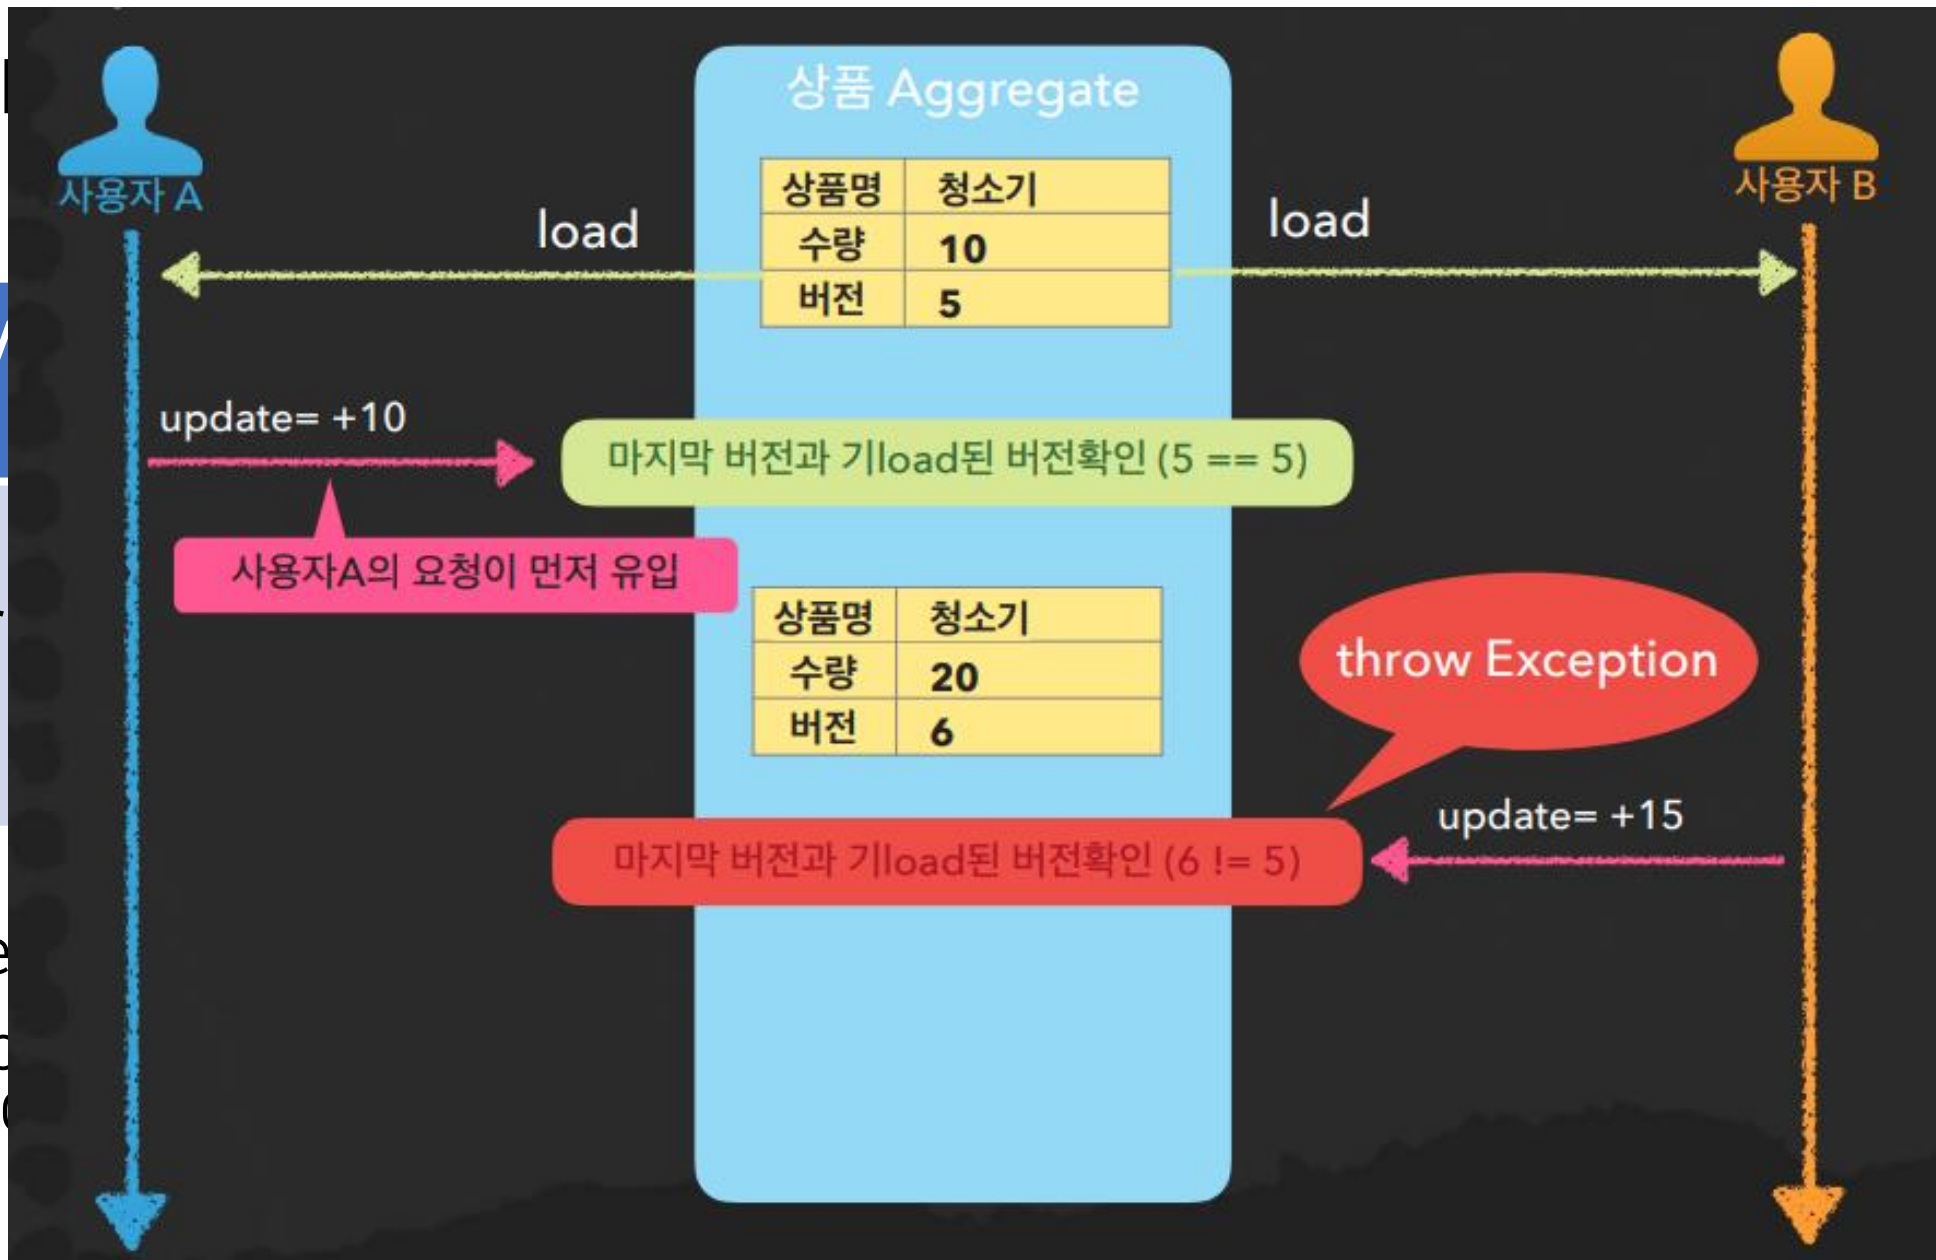 상품 Aggregate
사용자 A
사용자 B
상품명 청소기
수량 10
버전 5
load
load
update= +10
마지막 버전과 기load된 버전확인 (5 == 5)
사용자A의 요청이 먼저 유입
상품명 청소기
수량 20
버전 6
throw Exception
update= +15
마지막 버전과 기load된 버전확인 (6 != 5)